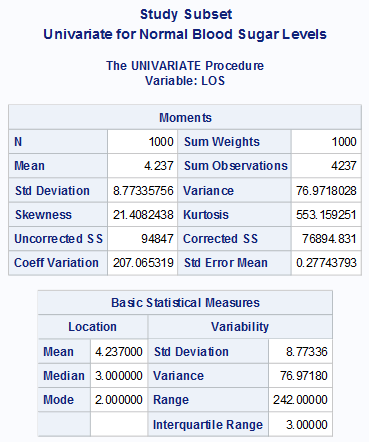 Study Subset
Univariate for Normal Blood Sugar Levels
The UNIVARIATE Procedure
Variable: LOS
Moments
N 1000 Sum Weights 1000
Mean 4.237 Sum Observations 4237
Std Deviation 8.77335756 Variance 76.9718028
Skewness 21.4082438 Kurtosis 553.159251
Uncorrected SS 94847 Corrected SS 76894.831
Coeff Variation 207.065319 Std Error Mean 0.27743793
Basic Statistical Measures
Location Variability
Mean 4.237000 Std Deviation 8.77336
Median 3.000000 Variance 76.97180
Mode 2.000000 Range 242.00000
Interquartile Range 3.00000